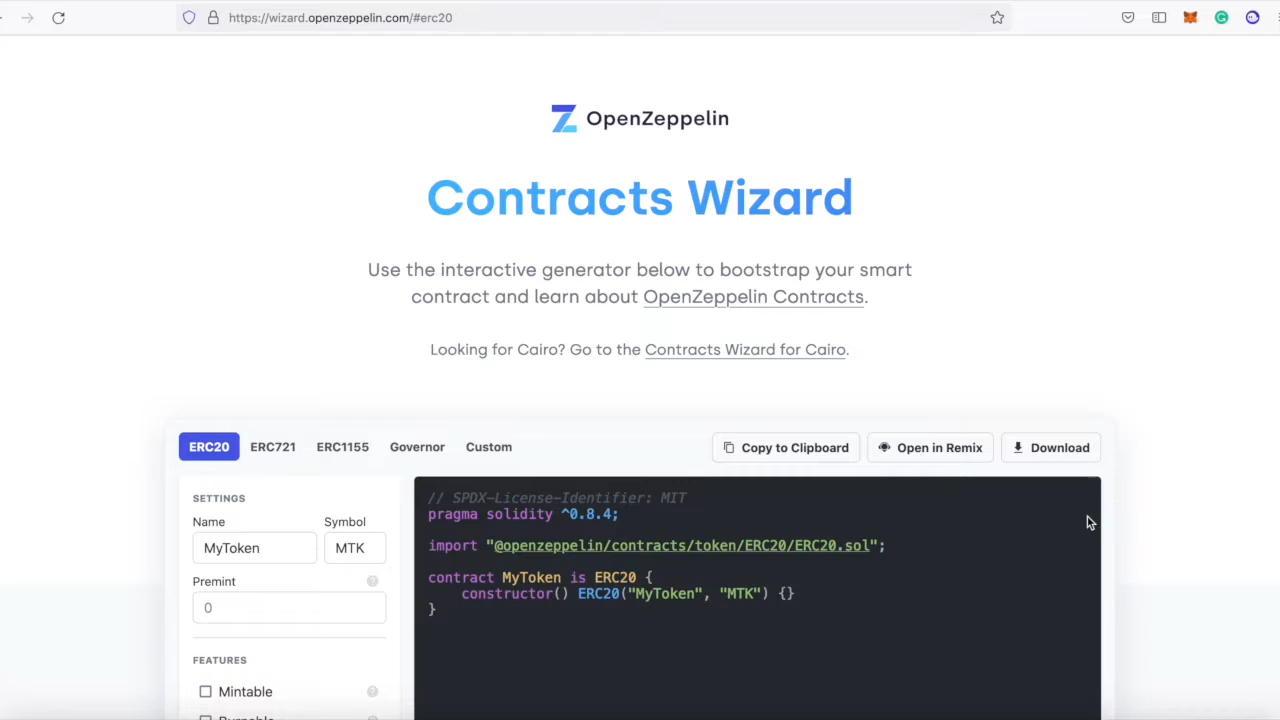 https://wizard.openzeppelin.com/#erc20
OpenZeppelin
Contracts Wizard
Use the interactive generator below to bootstrap your smart
contract and learn about OpenZeppelin Contracts.
Looking for Cairo? Go to the Contracts Wizard for Cairo.
ERC20 ERC721 ERC1155 Governor Custom Copy to Clipboard Open in Remix Download
SETTINGS
Name Symbol
MyToken MTK
Premint ?
0
FEATURES
Mintable ?
Burnable
// SPDX-License-Identifier: MIT
pragma solidity ^0.8.4;
import "@openzeppelin/contracts/token/ERC20/ERC20.sol";
contract MyToken is ERC20 {
constructor() ERC20("MyToken", "MTK") {}
}